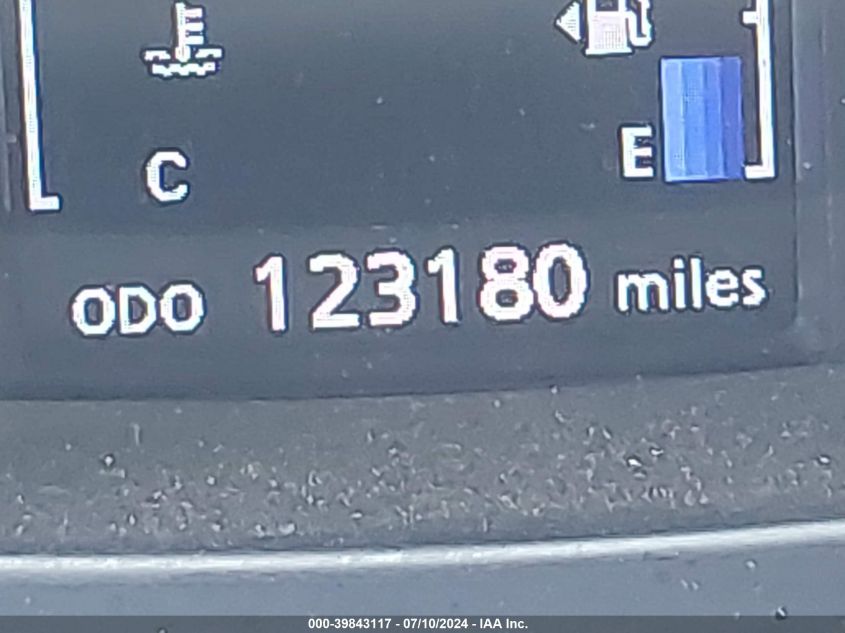 E
C
ODO 123180 miles
000-39843117 - 07/10/2024 - IAA Inc.